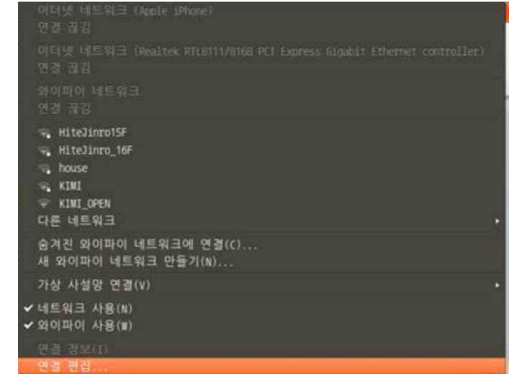 이더넷 네트워크 (Apple iPhone)
연결 끊김
이더넷 네트워크 (Realtek RTL8111/8168 PCI Express Gigabit Ethernet controller)
연결 끊김
와이파이 네트워크
연결 끊김
HiteJinro15F
HiteJinro_16F
house
KIMI
KIMI_OPEN
다른 네트워크
숨겨진 와이파이 네트워크에 연결(C)...
새 와이파이 네트워크 만들기(N)...
가상 사설망 연결(V)
네트워크 사용(N)
와이파이 사용(W)
연결 정보(I)
연결 편집...